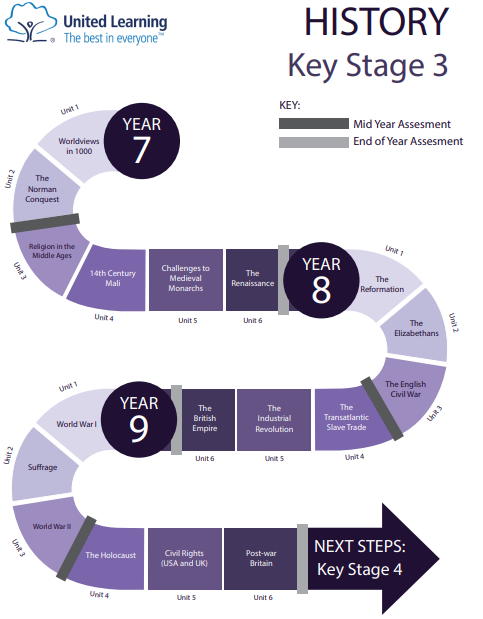 United Learning
The best in everyone™
HISTORY
Key Stage 3
KEY:
Mid Year Assesment
End of Year Assesment
YEAR
7
Unit 1
Worldviews
in 1000
Unit 2
The
Norman
Conquest
Unit 3
Religion in the
Middle Ages
Unit 4
14th Century
Mali
Unit 5
Challenges to
Medieval
Monarchs
Unit 6
The
Renaissance
YEAR
8
Unit 1
The
Reformation
Unit 2
The
Elizabethans
Unit 3
The English
Civil War
Unit 4
The
Transatlantic
Slave Trade
Unit 5
The
Industrial
Revolution
Unit 6
The
British
Empire
YEAR
9
Unit 1
World War I
Unit 2
Suffrage
Unit 3
World War II
Unit 4
The Holocaust
Unit 5
Civil Rights
(USA and UK)
Unit 6
Post-war
Britain
NEXT STEPS:
Key Stage 4